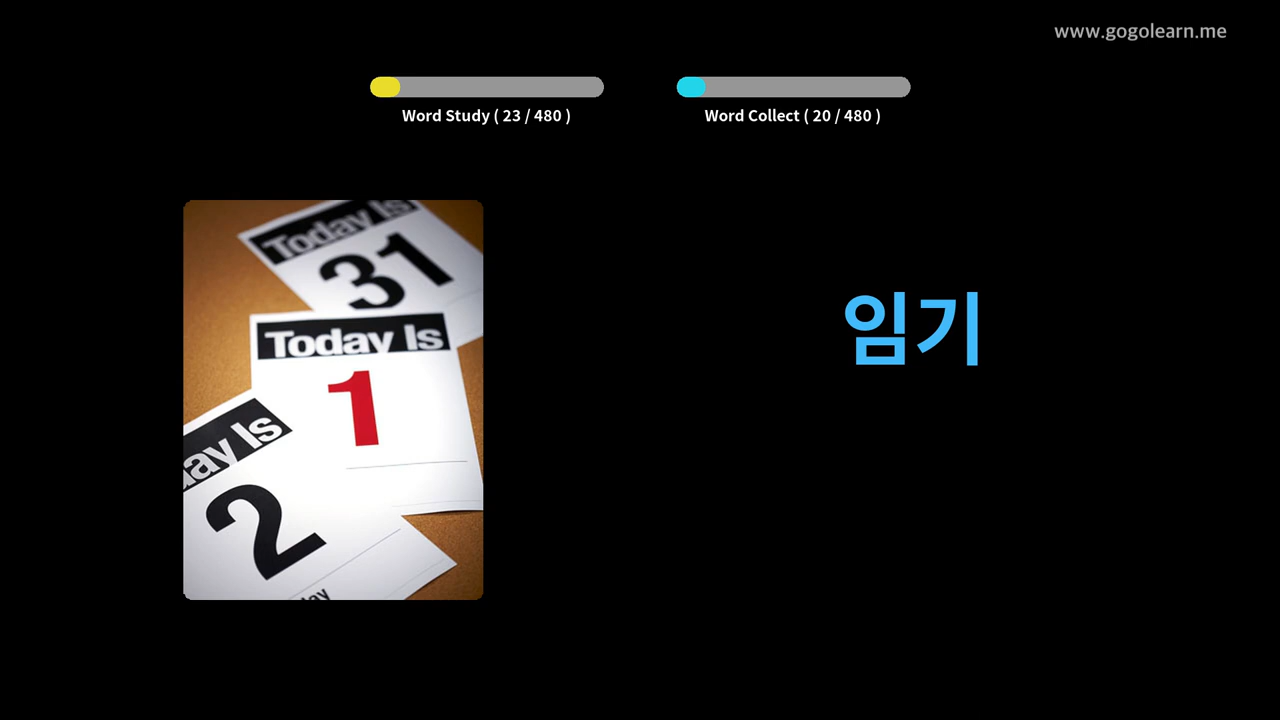 www.gogolearn.me
Word Study ( 23 / 480 )
Word Collect ( 20 / 480 )
Today Is
31
Today Is
1
ay Is
2
임기